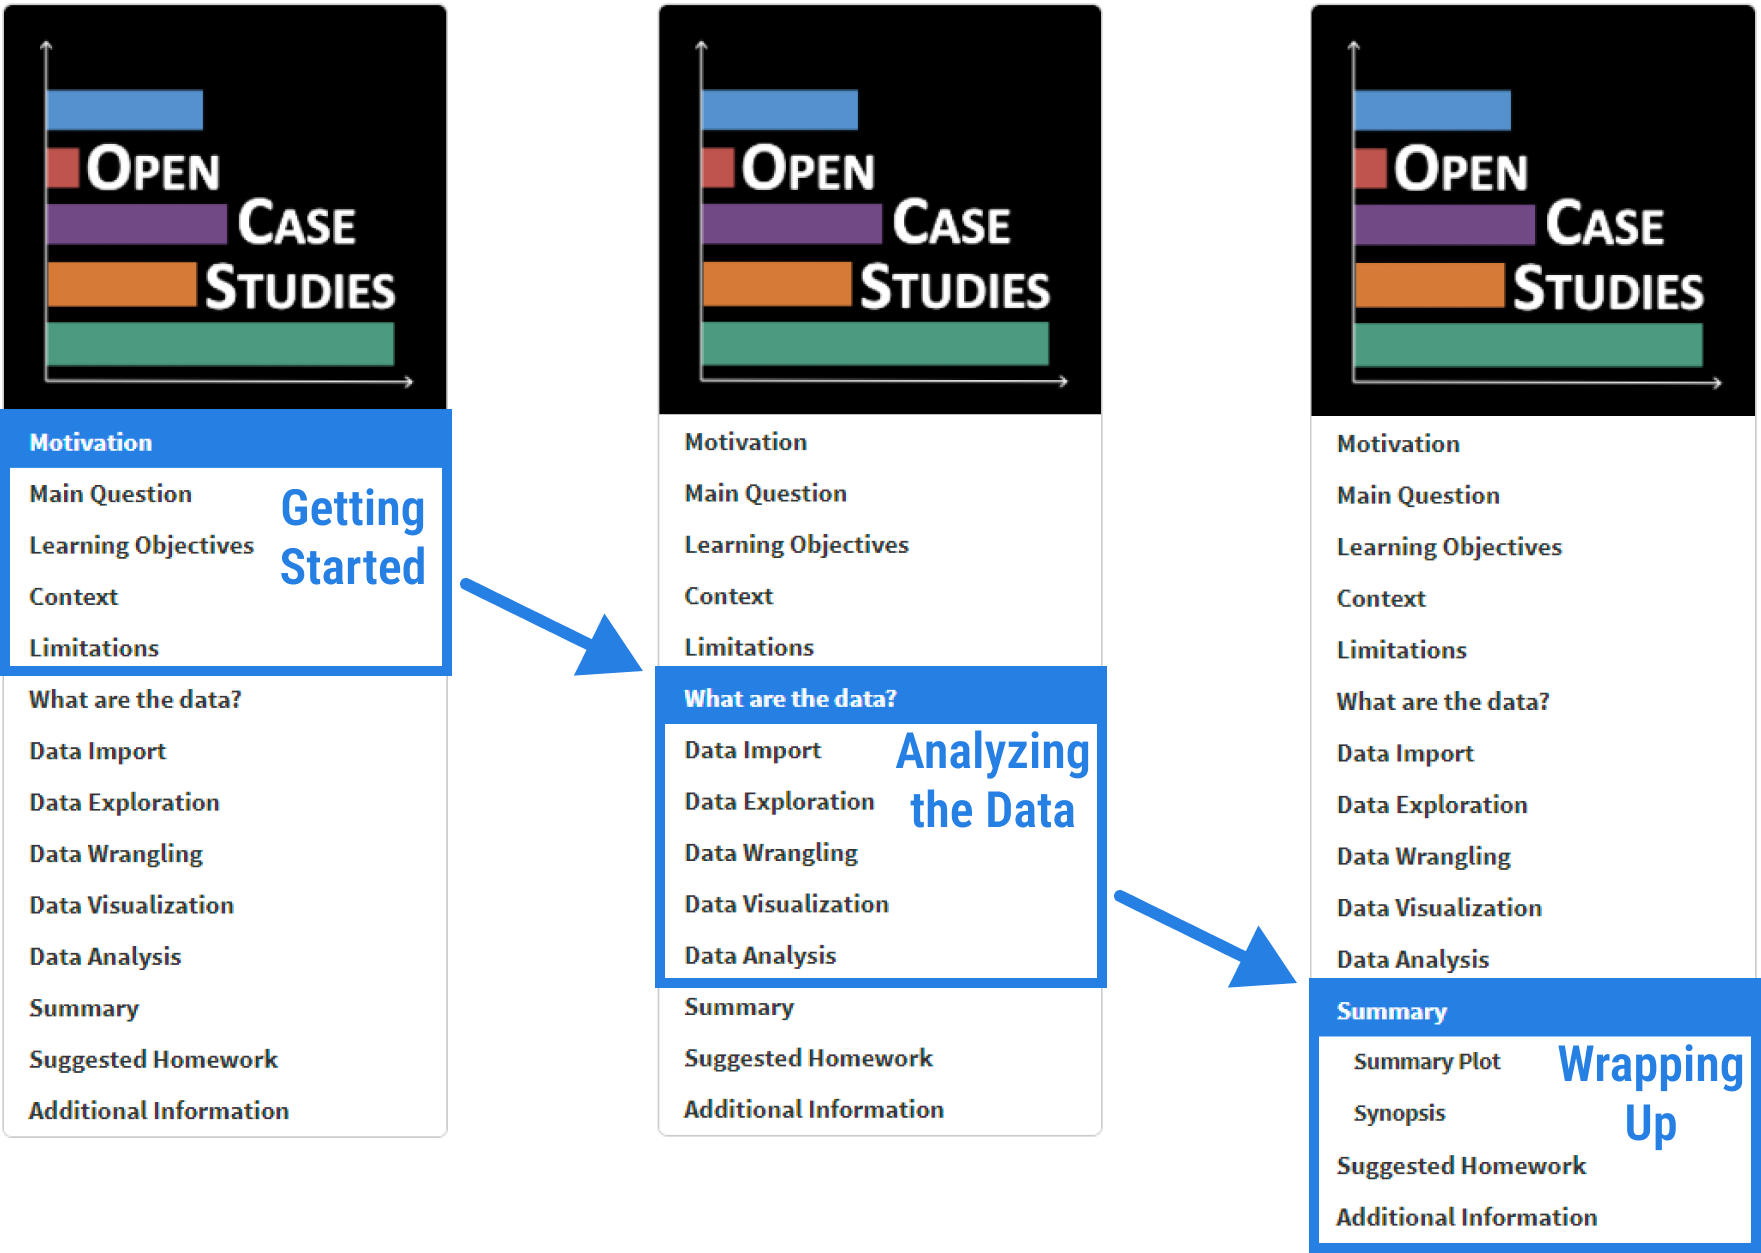 OPEN
CASE
STUDIES
Motivation
Main Question
Learning Objectives
Context
Limitations
Getting
Started
What are the data?
Data Import
Data Exploration
Data Wrangling
Data Visualization
Data Analysis
Summary
Suggested Homework
Additional Information
OPEN
CASE
STUDIES
Motivation
Main Question
Learning Objectives
Context
Limitations
What are the data?
Data Import
Data Exploration
Data Wrangling
Data Visualization
Data Analysis
Analyzing
the Data
Summary
Suggested Homework
Additional Information
OPEN
CASE
STUDIES
Motivation
Main Question
Learning Objectives
Context
Limitations
What are the data?
Data Import
Data Exploration
Data Wrangling
Data Visualization
Data Analysis
Summary
Summary Plot
Synopsis
Suggested Homework
Additional Information
Wrapping
Up